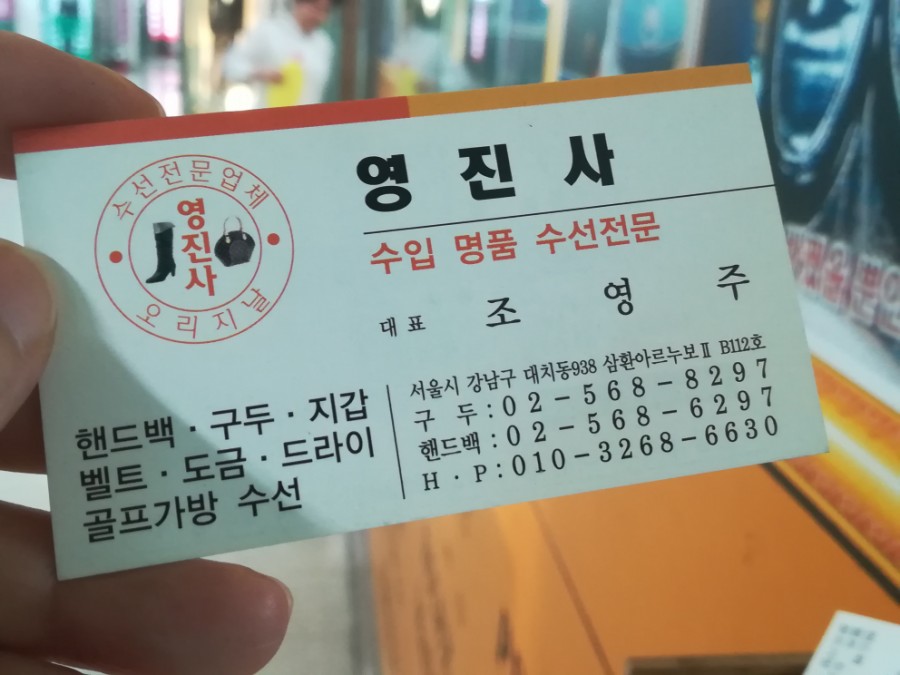 수선전문업체
영진사
오리지날
영진사
수입 명품 수선전문
대표 조영주
핸드백 · 구두 · 지갑
벨트 · 도금 · 드라이
골프가방 수선
서울시 강남구 대치동938 삼환아르누보Ⅱ B112호
구 두 : 02-568-8297
핸드백 : 02-568-6297
H · P : 010-3268-6630